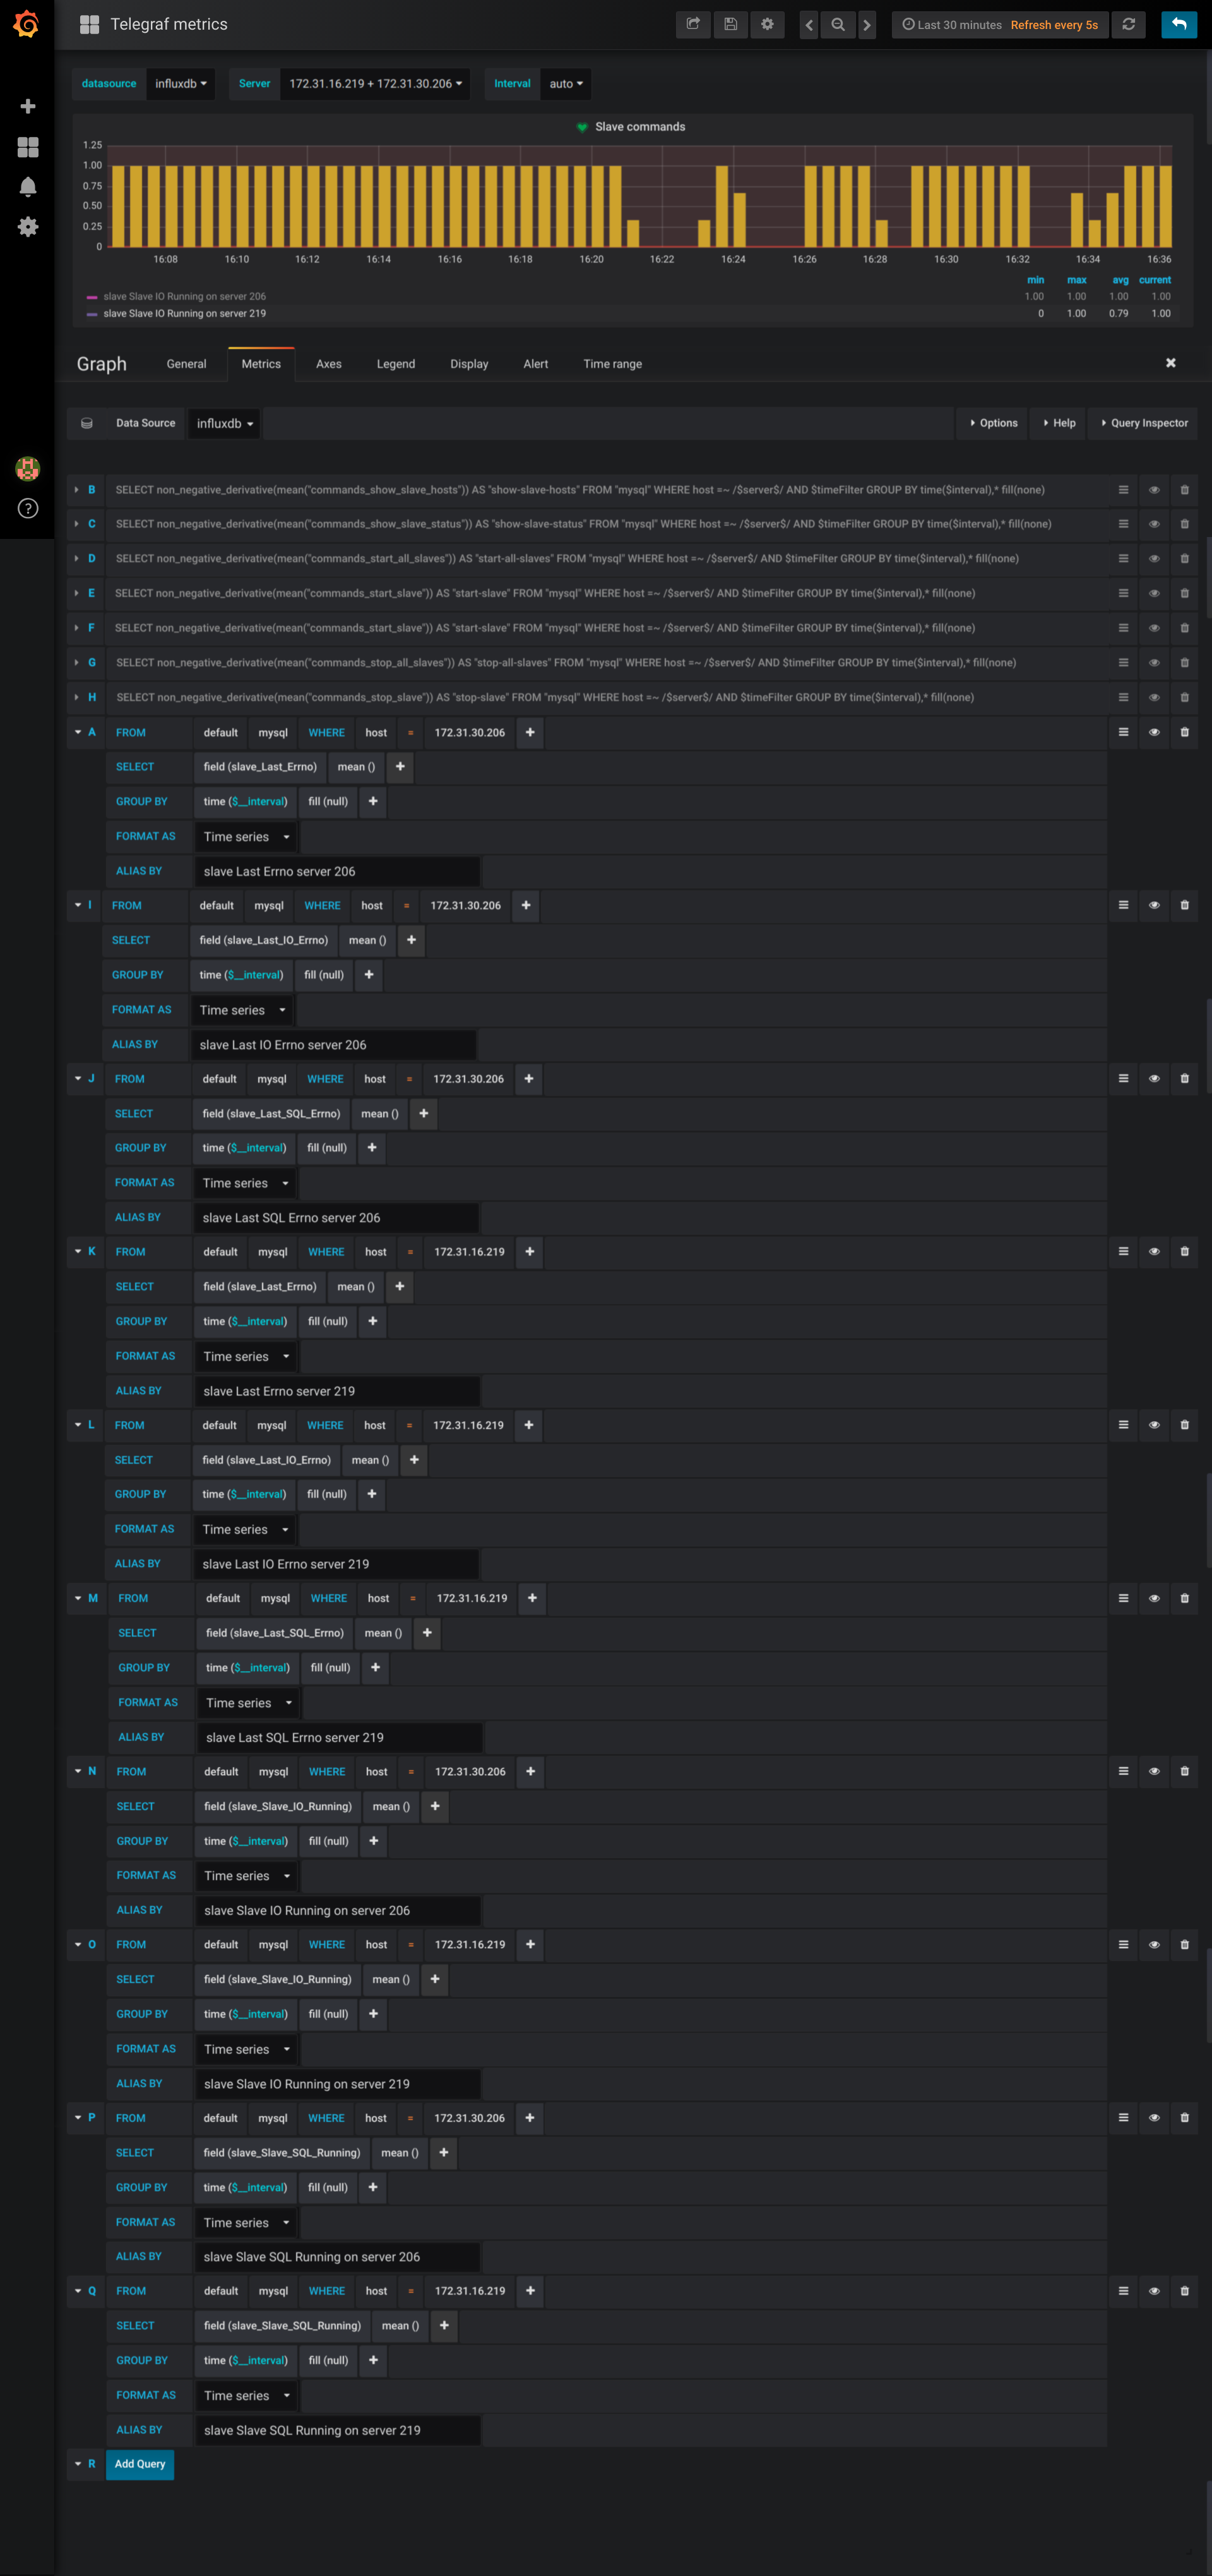 Telegraf metrics
Last 30 minutes Refresh every 5s
datasource influxdb Server 172.31.16.219 + 172.31.30.206 Interval auto
Slave commands
1.25
1.00
0.75
0.50
0.25
0
16:08 16:10 16:12 16:14 16:16 16:18 16:20 16:22 16:24 16:26 16:28 16:30 16:32 16:34 16:36
min max avg current
slave Slave IO Running on server 206 1.00 1.00 1.00 1.00
slave Slave IO Running on server 219 0 1.00 0.79 1.00
Graph General Metrics Axes Legend Display Alert Time range
Data Source influxdb Options Help Query Inspector
B SELECT non_negative_derivative(mean("commands_show_slave_hosts")) AS "show-slave-hosts" FROM "mysql" WHERE host =~ /$server$/ AND $timeFilter GROUP BY time($interval),* fill(none)
C SELECT non_negative_derivative(mean("commands_show_slave_status")) AS "show-slave-status" FROM "mysql" WHERE host =~ /$server$/ AND $timeFilter GROUP BY time($interval),* fill(none)
D SELECT non_negative_derivative(mean("commands_start_all_slaves")) AS "start-all-slaves" FROM "mysql" WHERE host =~ /$server$/ AND $timeFilter GROUP BY time($interval),* fill(none)
E SELECT non_negative_derivative(mean("commands_start_slave")) AS "start-slave" FROM "mysql" WHERE host =~ /$server$/ AND $timeFilter GROUP BY time($interval),* fill(none)
F SELECT non_negative_derivative(mean("commands_start_slave")) AS "start-slave" FROM "mysql" WHERE host =~ /$server$/ AND $timeFilter GROUP BY time($interval),* fill(none)
G SELECT non_negative_derivative(mean("commands_stop_all_slaves")) AS "stop-all-slaves" FROM "mysql" WHERE host =~ /$server$/ AND $timeFilter GROUP BY time($interval),* fill(none)
H SELECT non_negative_derivative(mean("commands_stop_slave")) AS "stop-slave" FROM "mysql" WHERE host =~ /$server$/ AND $timeFilter GROUP BY time($interval),* fill(none)
A FROM default mysql WHERE host = 172.31.30.206 +
SELECT field (slave_Last_Errno) mean () +
GROUP BY time ($__interval) fill (null) +
FORMAT AS Time series
ALIAS BY slave Last Errno server 206
I FROM default mysql WHERE host = 172.31.30.206 +
SELECT field (slave_Last_IO_Errno) mean () +
GROUP BY time ($__interval) fill (null) +
FORMAT AS Time series
ALIAS BY slave Last IO Errno server 206
J FROM default mysql WHERE host = 172.31.30.206 +
SELECT field (slave_Last_SQL_Errno) mean () +
GROUP BY time ($__interval) fill (null) +
FORMAT AS Time series
ALIAS BY slave Last SQL Errno server 206
K FROM default mysql WHERE host = 172.31.16.219 +
SELECT field (slave_Last_Errno) mean () +
GROUP BY time ($__interval) fill (null) +
FORMAT AS Time series
ALIAS BY slave Last Errno server 219
L FROM default mysql WHERE host = 172.31.16.219 +
SELECT field (slave_Last_IO_Errno) mean () +
GROUP BY time ($__interval) fill (null) +
FORMAT AS Time series
ALIAS BY slave Last IO Errno server 219
M FROM default mysql WHERE host = 172.31.16.219 +
SELECT field (slave_Last_SQL_Errno) mean () +
GROUP BY time ($__interval) fill (null) +
FORMAT AS Time series
ALIAS BY slave Last SQL Errno server 219
N FROM default mysql WHERE host = 172.31.30.206 +
SELECT field (slave_Slave_IO_Running) mean () +
GROUP BY time ($__interval) fill (null) +
FORMAT AS Time series
ALIAS BY slave Slave IO Running on server 206
O FROM default mysql WHERE host = 172.31.16.219 +
SELECT field (slave_Slave_IO_Running) mean () +
GROUP BY time ($__interval) fill (null) +
FORMAT AS Time series
ALIAS BY slave Slave IO Running on server 219
P FROM default mysql WHERE host = 172.31.30.206 +
SELECT field (slave_Slave_SQL_Running) mean () +
GROUP BY time ($__interval) fill (null) +
FORMAT AS Time series
ALIAS BY slave Slave SQL Running on server 206
Q FROM default mysql WHERE host = 172.31.16.219 +
SELECT field (slave_Slave_SQL_Running) mean () +
GROUP BY time ($__interval) fill (null) +
FORMAT AS Time series
ALIAS BY slave Slave SQL Running on server 219
R Add Query